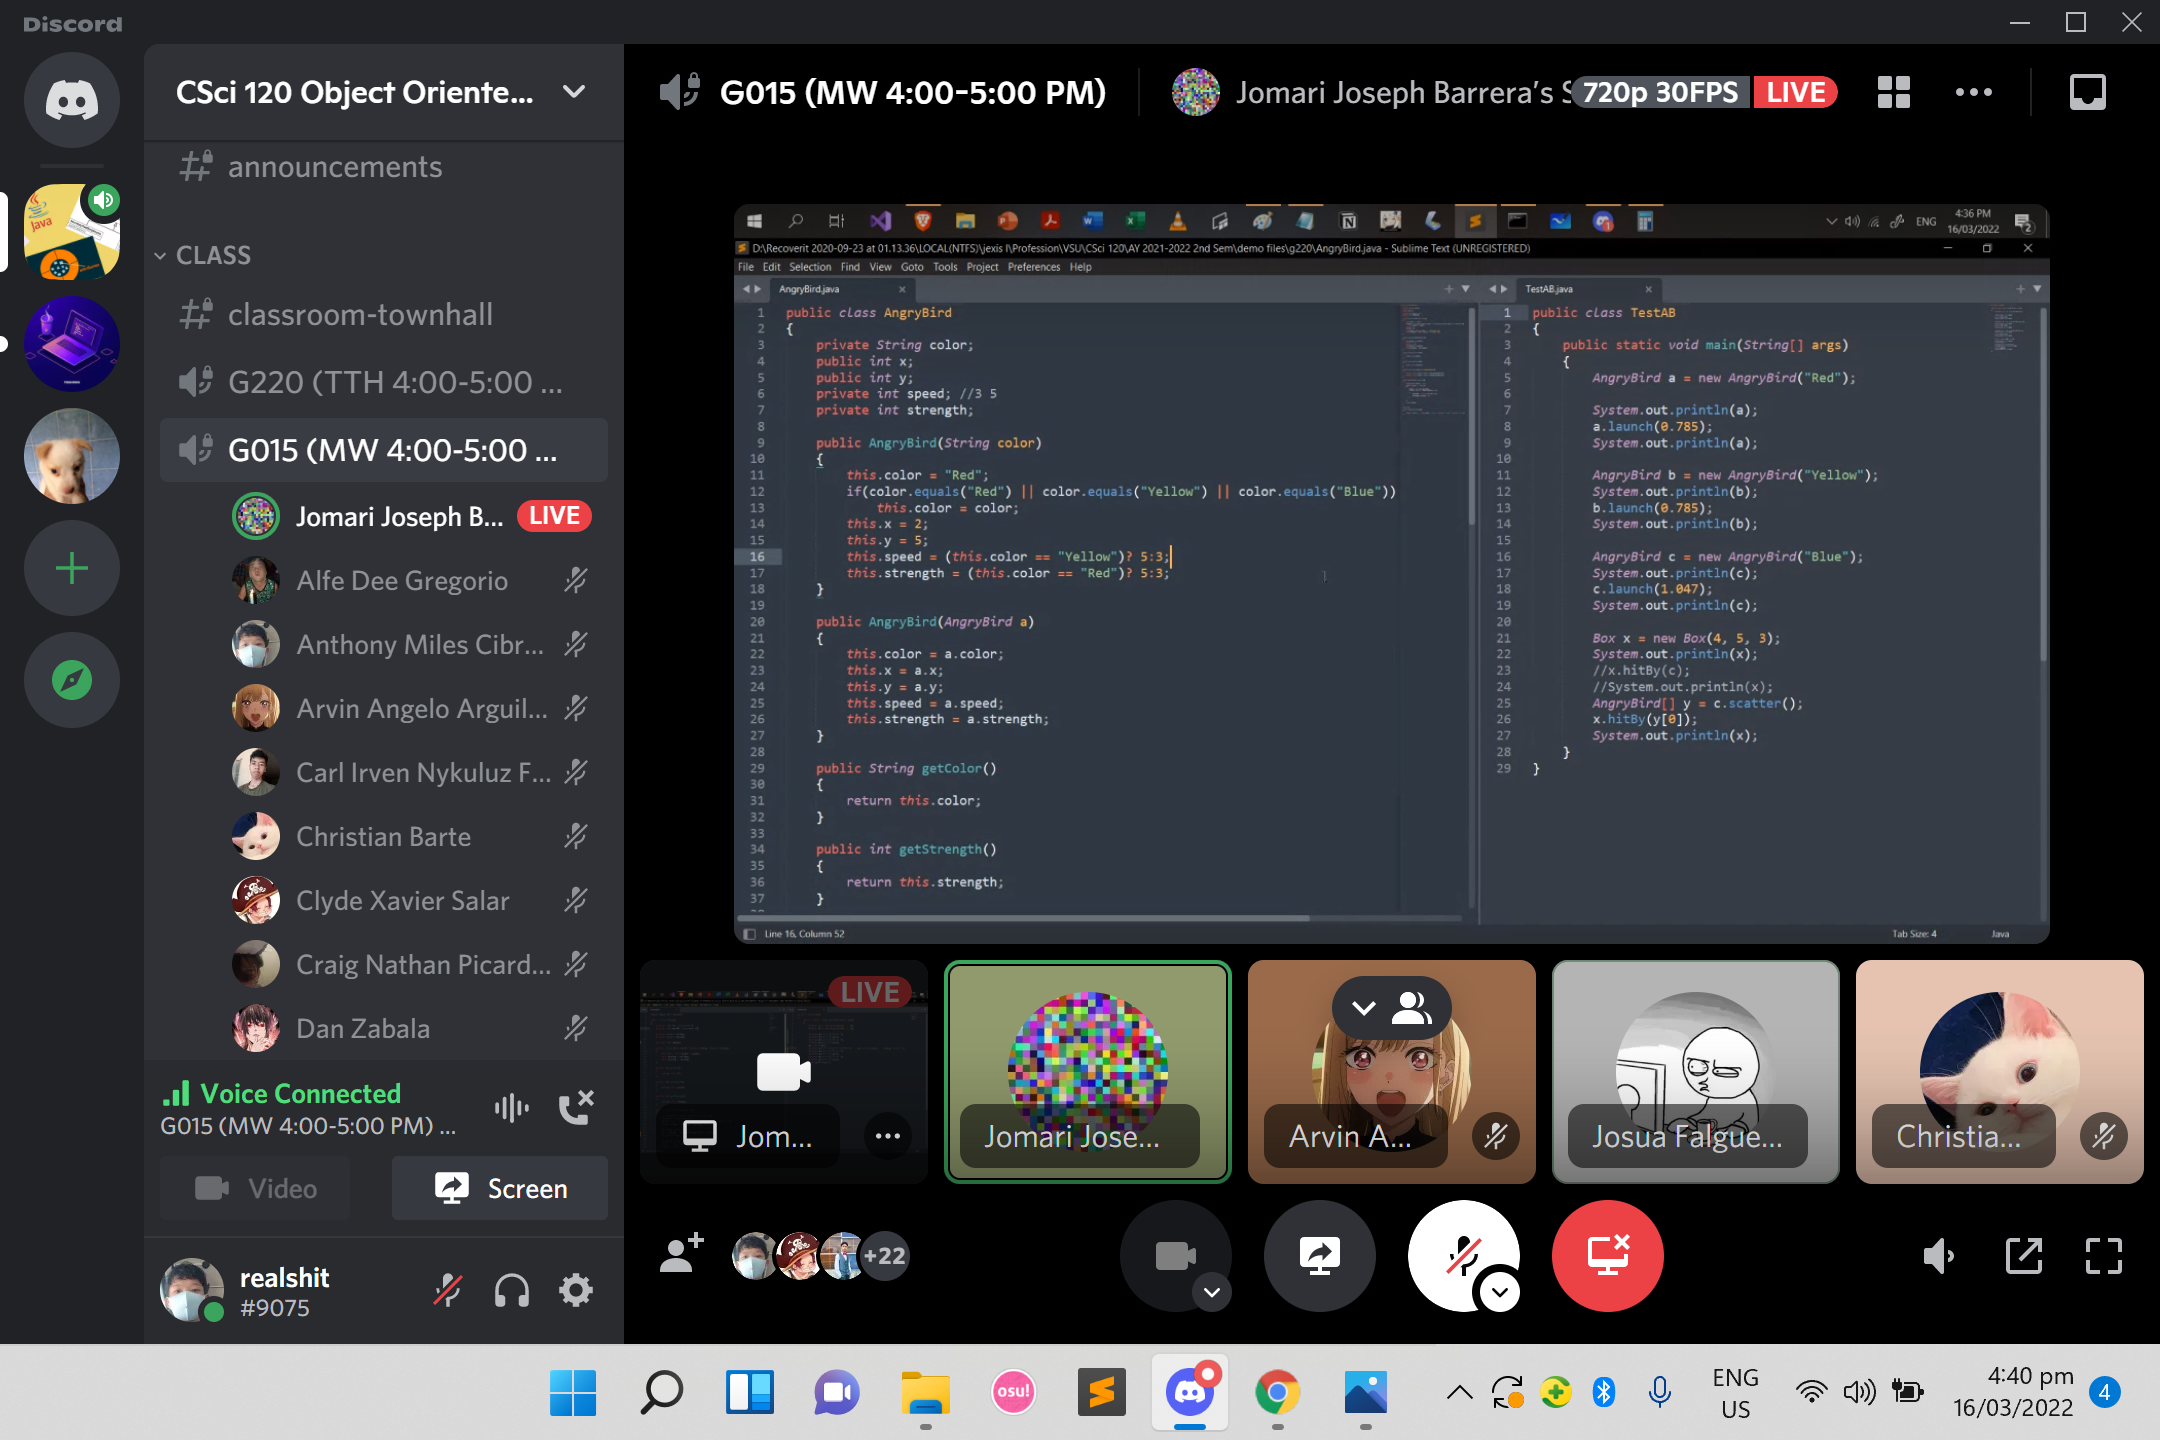 Discord
CSci 120 Object Oriente...
announcements
CLASS
classroom-townhall
G220 (TTH 4:00-5:00 ...
G015 (MW 4:00-5:00 ...
Jomari Joseph B... LIVE
Alfe Dee Gregorio
Anthony Miles Cibr...
Arvin Angelo Arguil...
Carl Irven Nykuluz F...
Christian Barte
Clyde Xavier Salar
Craig Nathan Picard...
Dan Zabala
Voice Connected
G015 (MW 4:00-5:00 PM) ...
Video
Screen
realshit
#9075
G015 (MW 4:00-5:00 PM)
Jomari Joseph Barrera's S
720p 30FPS LIVE
ENG
4:36 PM
16/03/2022
2
D:\Recoverit 2020-09-23 at 01.13.36\LOCAL(NTFS)\jexis I\Profession\VSU\CSci 120\AY 2021-2022 2nd Sem\demo files\g220\AngryBird.java - Sublime Text (UNREGISTERED)
File Edit Selection Find View Goto Tools Project Preferences Help
AngryBird.java
1 public class AngryBird
2 {
3 private String color;
4 public int x;
5 public int y;
6 private int speed; //3 5
7 private int strength;
8
9 public AngryBird(String color)
10 {
11 this.color = "Red";
12 if(color.equals("Red") || color.equals("Yellow") || color.equals("Blue"))
13 this.color = color;
14 this.x = 2;
15 this.y = 5;
16 this.speed = (this.color == "Yellow")? 5:3;
17 this.strength = (this.color == "Red")? 5:3;
18 }
19
20 public AngryBird(AngryBird a)
21 {
22 this.color = a.color;
23 this.x = a.x;
24 this.y = a.y;
25 this.speed = a.speed;
26 this.strength = a.strength;
27 }
28
29 public String getColor()
30 {
31 return this.color;
32 }
33
34 public int getStrength()
35 {
36 return this.strength;
37 }
TestAB.java
1 public class TestAB
2 {
3 public static void main(String[] args)
4 {
5 AngryBird a = new AngryBird("Red");
6
7 System.out.println(a);
8 a.launch(0.785);
9 System.out.println(a);
10
11 AngryBird b = new AngryBird("Yellow");
12 System.out.println(b);
13 b.launch(0.785);
14 System.out.println(b);
15
16 AngryBird c = new AngryBird("Blue");
17 System.out.println(c);
18 c.launch(1.047);
19 System.out.println(c);
20
21 Box x = new Box(4, 5, 3);
22 System.out.println(x);
23 //x.hitBy(c);
24 //System.out.println(x);
25 AngryBird[] y = c.scatter();
26 x.hitBy(y[0]);
27 System.out.println(x);
28 }
29 }
Line 16, Column 52
Tab Size: 4
Java
LIVE
Jom...
Jomari Jose...
Arvin A...
Josua Falgue...
Christia...
+22
osu!
ENG
US
4:40 pm
16/03/2022
4
Java